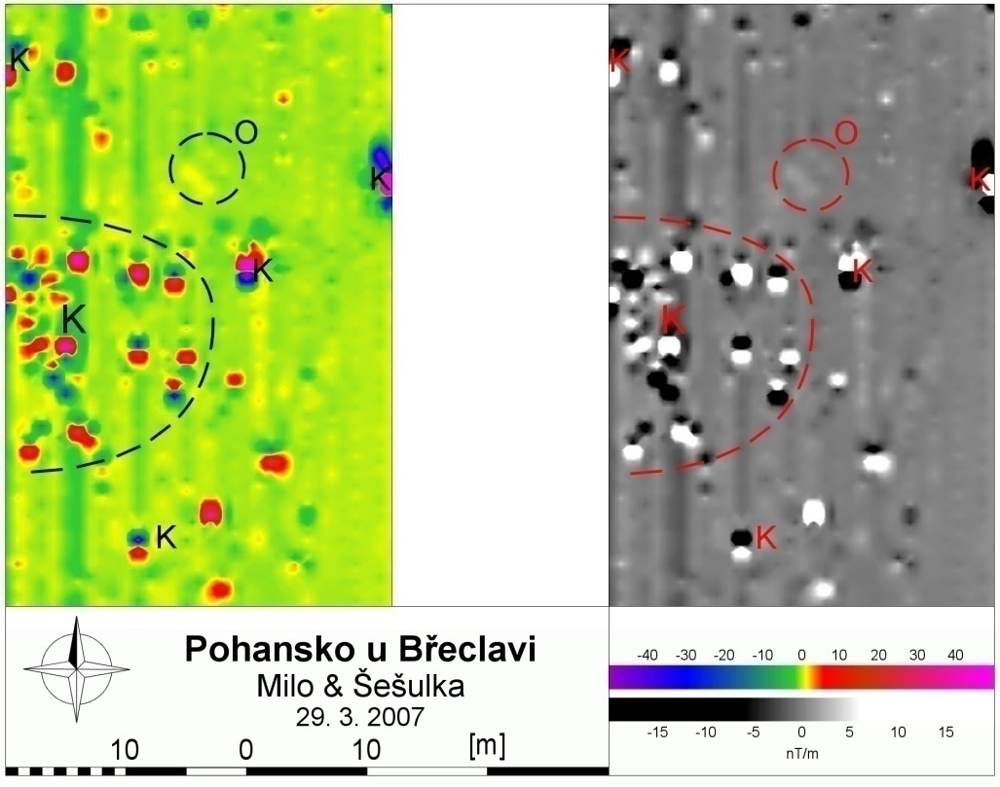 K
O
K
K
K
K
K
O
K
K
K
K
Pohansko u Břeclavi
Milo & Šešulka
29. 3. 2007
10 0 10 [m]
-40 -30 -20 -10 0 10 20 30 40
-15 -10 -5 0 5 10 15
nT/m